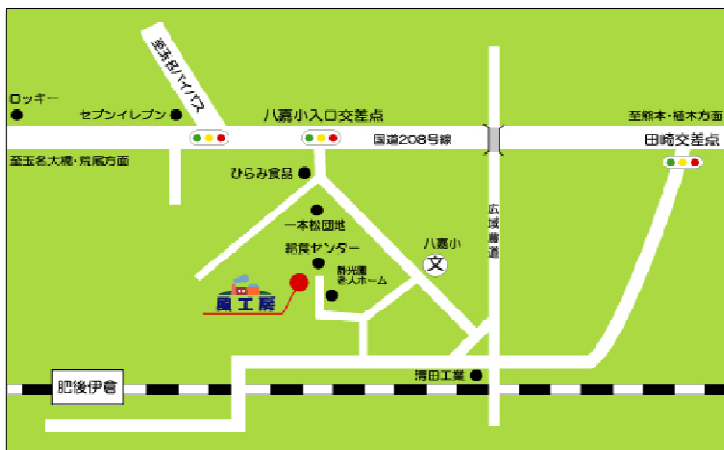 至玉名バイパス
ロッキー
セブンイレブン
八嘉小入口交差点
至熊本・植木方面
国道208号線
田崎交差点
至玉名大橋・荒尾方面
ひらみ食品
一本松団地
広域農道
八嘉小
文
給食センター
静光園
老人ホーム
風工房
清田工業
肥後伊倉